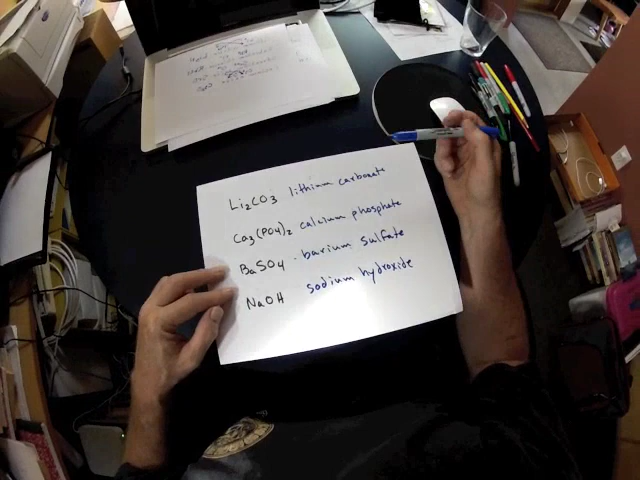 Li2CO3 lithium carbonate
Ca3(PO4)2 calcium phosphate
BaSO4 - barium sulfate
NaOH sodium hydroxide